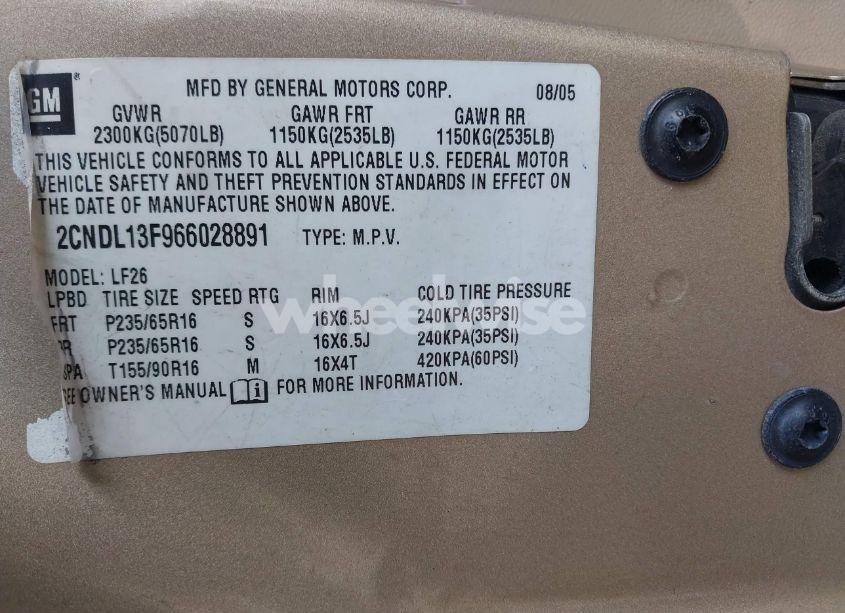 GM
MFD BY GENERAL MOTORS CORP. 08/05
GVWR GAWR FRT GAWR RR
2300KG(5070LB) 1150KG(2535LB) 1150KG(2535LB)
THIS VEHICLE CONFORMS TO ALL APPLICABLE U.S. FEDERAL MOTOR
VEHICLE SAFETY AND THEFT PREVENTION STANDARDS IN EFFECT ON
THE DATE OF MANUFACTURE SHOWN ABOVE.
2CNDL13F966028891 TYPE: M.P.V.
MODEL: LF26
LPBD TIRE SIZE SPEED RTG RIM COLD TIRE PRESSURE
FRT P235/65R16 S 16X6.5J 240KPA(35PSI)
P235/65R16 S 16X6.5J 240KPA(35PSI)
T155/90R16 M 16X4T 420KPA(60PSI)
OWNER'S MANUAL FOR MORE INFORMATION.
wheelwise